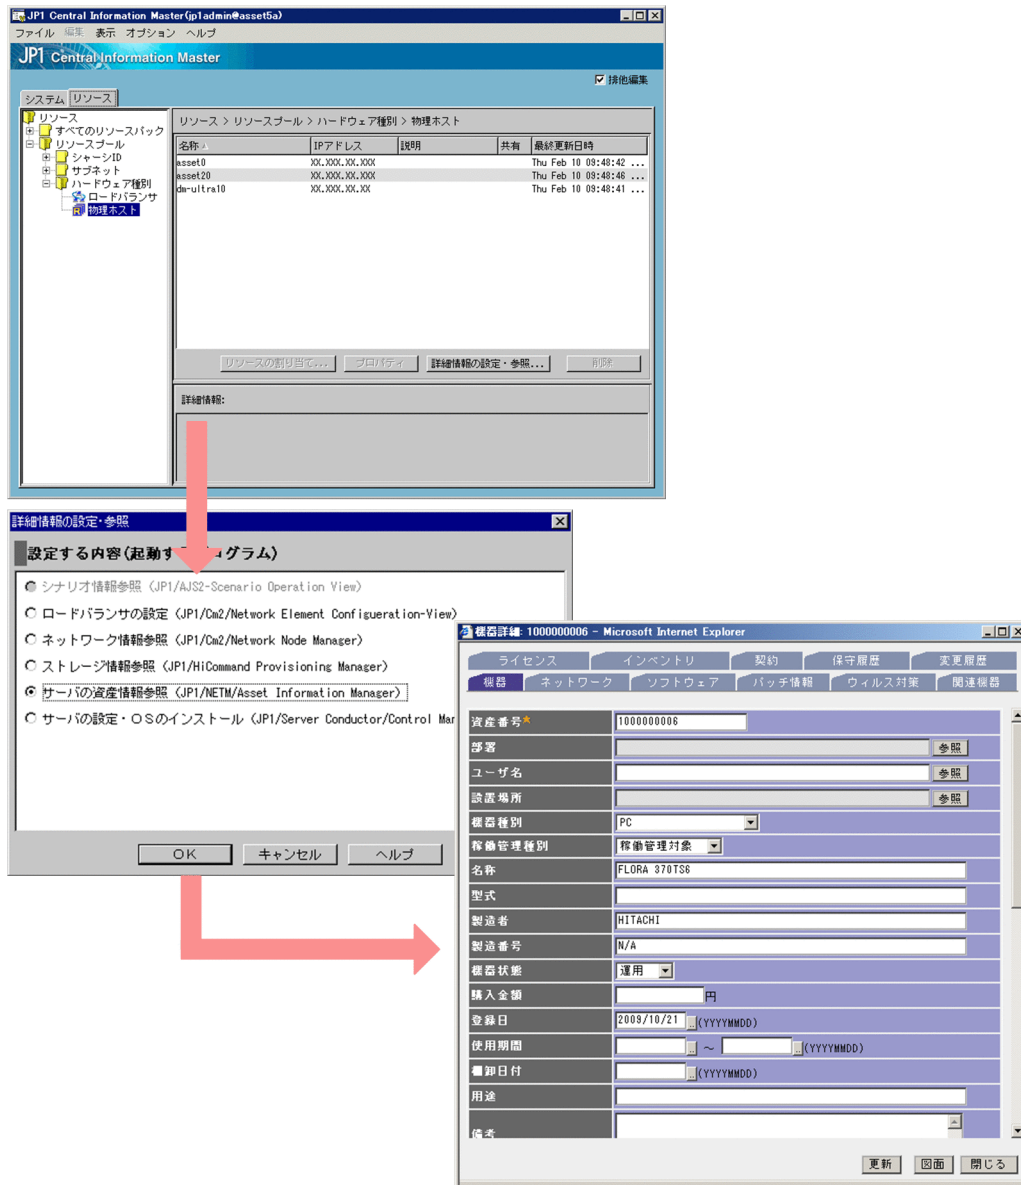 JP1 Central Information Master(jp1admin@asset5a)
ファイル 編集 表示 オプション ヘルプ
JP1 Central Information Master
排他編集
システム リソース
リソース
すべてのリソースパック
リソースプール
シャーシID
サブネット
ハードウェア種別
ロードバランサ
物理ホスト
リソース > リソースプール > ハードウェア種別 > 物理ホスト
名称 IPアドレス 説明 共有 最終更新日時
asset0 XX.XXX.XX.XXX Thu Feb 10 09:48:42 ...
asset20 XX.XXX.XX.XXX Thu Feb 10 09:48:46 ...
dm-ultra10 XX.XXX.XX.XX Thu Feb 10 09:48:41 ...
リソースの割り当て... プロパティ 詳細情報の設定・参照... 削除
詳細情報:
詳細情報の設定・参照
設定する内容(起動す ログラム)
シナリオ情報参照 (JP1/AJS2-Scenario Operation View)
ロードバランサの設定 (JP1/Cm2/Network Element Configueration-View)
ネットワーク情報参照 (JP1/Cm2/Network Node Manager)
ストレージ情報参照 (JP1/HiCommand Provisioning Manager)
サーバの資産情報参照 (JP1/NETM/Asset Information Manager)
サーバの設定・OSのインストール (JP1/Server Conductor/Control Mar
OK キャンセル ヘルプ
機器詳細: 1000000006 - Microsoft Internet Explorer
ライセンス インベントリ 契約 保守履歴 変更履歴
機器 ネットワーク ソフトウェア パッチ情報 ウィルス対策 関連機器
資産番号★ 1000000006
部署 参照
ユーザ名 参照
設置場所 参照
機器種別 PC
稼働管理種別 稼働管理対象
名称 FLORA 370TS6
型式
製造者 HITACHI
製造番号 N/A
機器状態 運用
購入金額 円
登録日 2009/10/21 ..(YYYYMMDD)
使用期間 .. ～ ..(YYYYMMDD)
棚卸日付 ..(YYYYMMDD)
用途
備考
更新 図面 閉じる